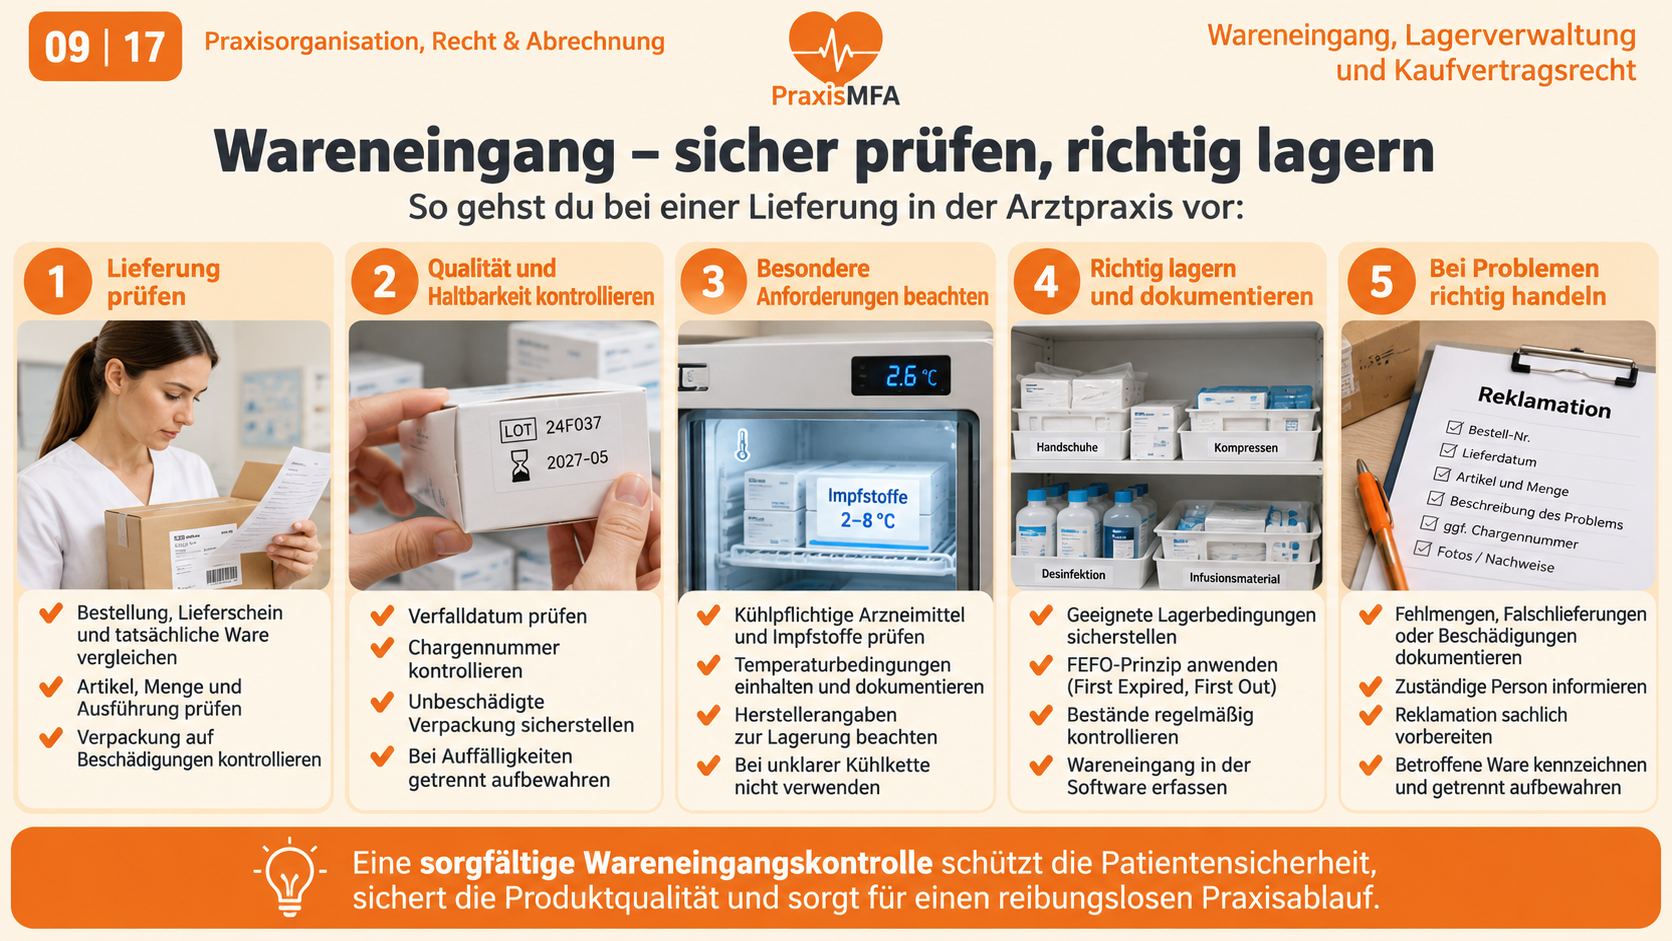 09 | 17
Praxisorganisation, Recht & Abrechnung
PraxisMFA
Wareneingang, Lagerverwaltung
und Kaufvertragsrecht
Wareneingang – sicher prüfen, richtig lagern
So gehst du bei einer Lieferung in der Arztpraxis vor:
1
Lieferung
prüfen
Bestellung, Lieferschein
und tatsächliche Ware
vergleichen
Artikel, Menge und
Ausführung prüfen
Verpackung auf
Beschädigungen kontrollieren
2
Qualität und
Haltbarkeit kontrollieren
LOT 24F037
2027-05
Verfalldatum prüfen
Chargennummer
kontrollieren
Unbeschädigte
Verpackung sicherstellen
Bei Auffälligkeiten
getrennt aufbewahren
3
Besondere
Anforderungen beachten
2.6 °C
Impfstoffe
2–8 °C
Kühlpflichtige Arzneimittel
und Impfstoffe prüfen
Temperaturbedingungen
einhalten und dokumentieren
Herstellerangaben
zur Lagerung beachten
Bei unklarer Kühlkette
nicht verwenden
4
Richtig lagern
und dokumentieren
Handschuhe
Kompressen
Desinfektion
Infusionsmaterial
Geeignete Lagerbedingungen
sicherstellen
FEFO-Prinzip anwenden
(First Expired, First Out)
Bestände regelmäßig
kontrollieren
Wareneingang in der
Software erfassen
5
Bei Problemen
richtig handeln
Reklamation
Bestell-Nr.
Lieferdatum
Artikel und Menge
Beschreibung des Problems
ggf. Chargennummer
Fotos / Nachweise
Fehlmengen, Falschlieferungen
oder Beschädigungen
dokumentieren
Zuständige Person informieren
Reklamation sachlich
vorbereiten
Betroffene Ware kennzeichnen
und getrennt aufbewahren
Eine sorgfältige Wareneingangskontrolle schützt die Patientensicherheit,
sichert die Produktqualität und sorgt für einen reibungslosen Praxisablauf.